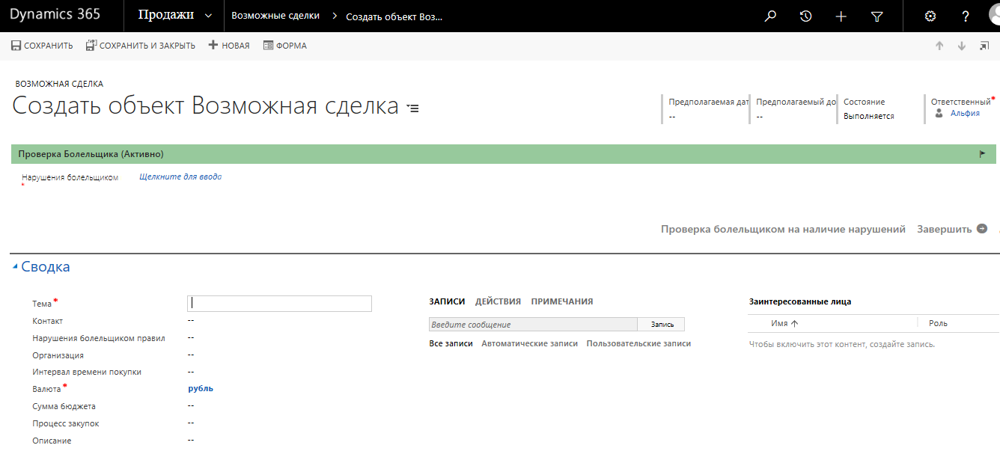 Dynamics 365 Продажи Возможные сделки Создать объект Воз...
СОХРАНИТЬ СОХРАНИТЬ И ЗАКРЫТЬ НОВАЯ ФОРМА
ВОЗМОЖНАЯ СДЕЛКА
Создать объект Возможная сделка
Предполагаемая дат Предполагаемый до Состояние Ответственный*
-- -- Выполняется Альфия
Проверка Болельщика (Активно)
Нарушения болельщиком * Щелкните для ввода
Проверка болельщиком на наличие нарушений Завершить
Сводка
Тема*
Контакт --
Нарушения болельщиком правил --
Организация --
Интервал времени покупки --
Валюта* рубль
Сумма бюджета --
Процесс закупок --
Описание --
ЗАПИСИ ДЕЙСТВИЯ ПРИМЕЧАНИЯ
Введите сообщение Запись
Все записи Автоматические записи Пользовательские записи
Заинтересованные лица
Имя ↑ Роль
Чтобы включить этот контент, создайте запись.